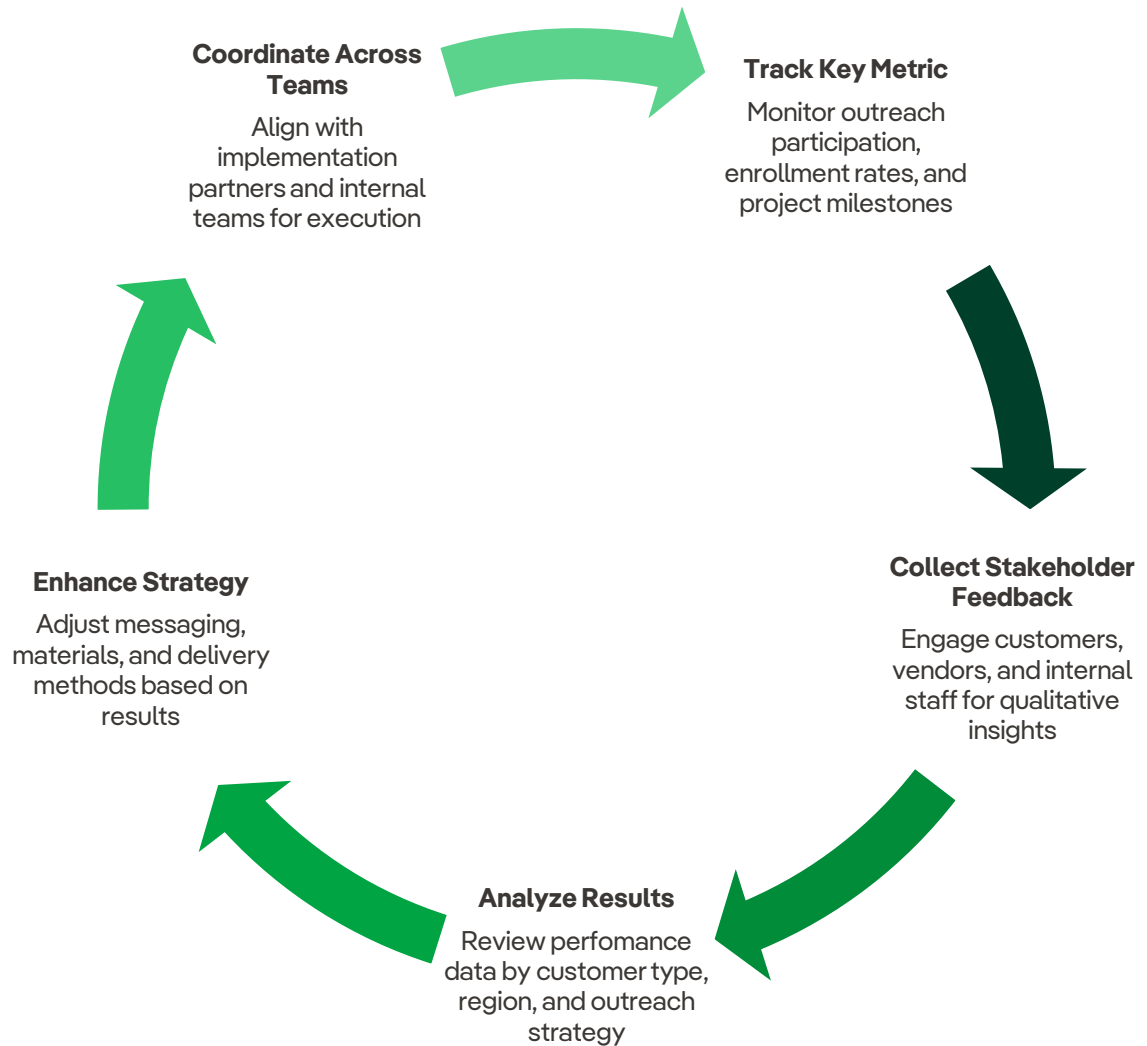 Coordinate Across
Teams
Align with
implementation
partners and internal
teams for execution
Track Key Metric
Monitor outreach
participation,
enrollment rates, and
project milestones
Collect Stakeholder
Feedback
Engage customers,
vendors, and internal
staff for qualitative
insights
Analyze Results
Review perfomance
data by customer type,
region, and outreach
strategy
Enhance Strategy
Adjust messaging,
materials, and delivery
methods based on
results